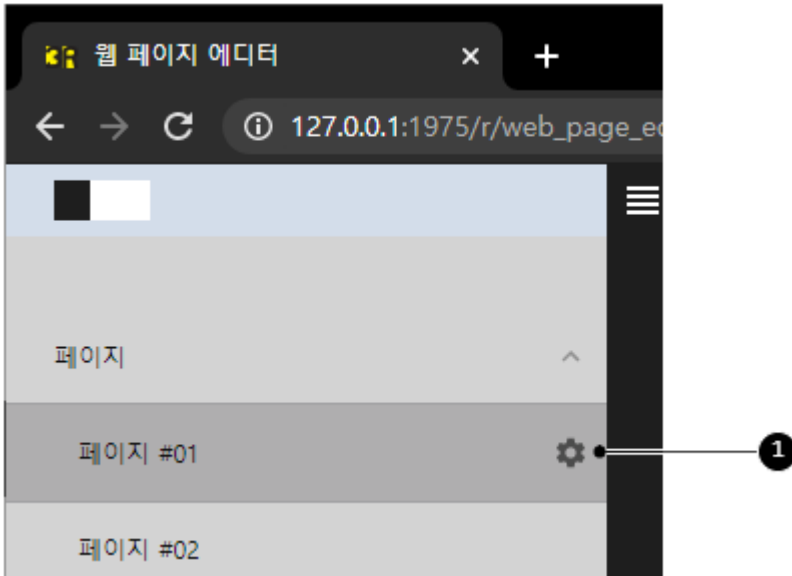 웹 페이지 에디터
127.0.0.1:1975/r/web_page_e
페이지
페이지 #01
1
페이지 #02